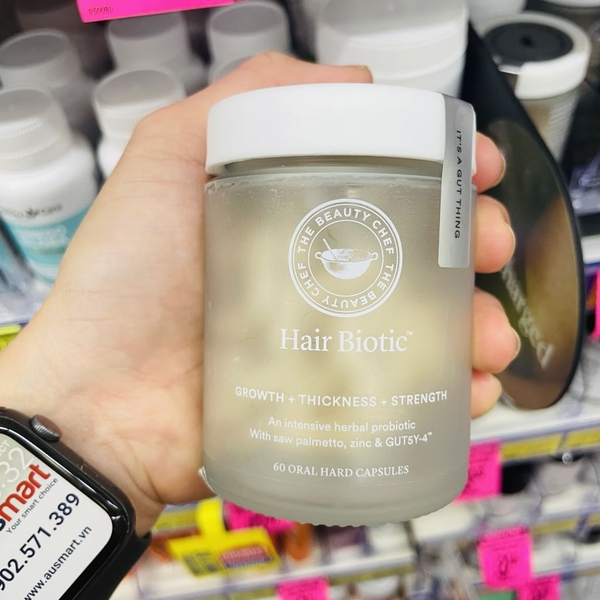 IT'S A GUT THING
THE BEAUTY CHEF THE BEAUTY CHEF
Hair Biotic™
GROWTH + THICKNESS + STRENGTH
An intensive herbal probiotic
With saw palmetto, zinc & GUT5Y-4™
60 ORAL HARD CAPSULES
smart
Your smart choice
902.571.389
www.ausmart.vn